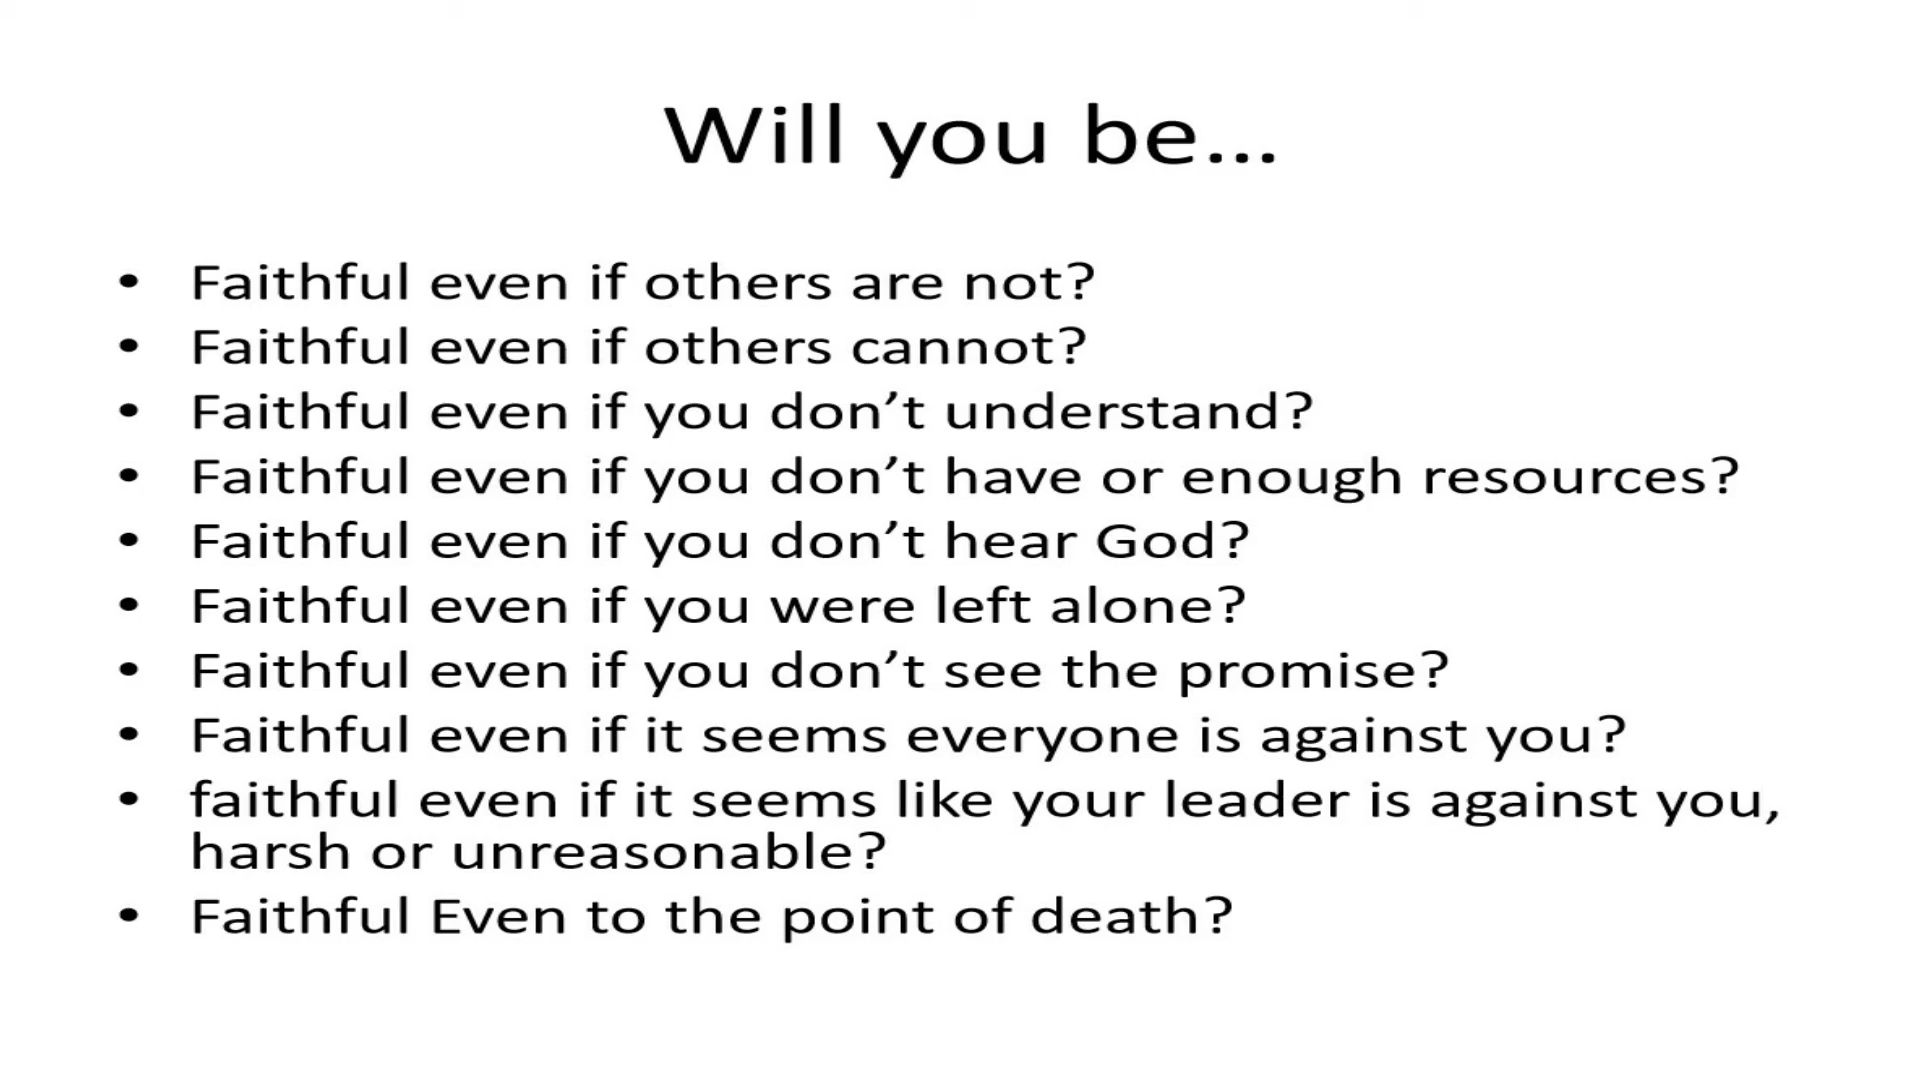 Will you be...
• Faithful even if others are not?
• Faithful even if others cannot?
• Faithful even if you don’t understand?
• Faithful even if you don’t have or enough resources?
• Faithful even if you don’t hear God?
• Faithful even if you were left alone?
• Faithful even if you don’t see the promise?
• Faithful even if it seems everyone is against you?
• faithful even if it seems like your leader is against you,
harsh or unreasonable?
• Faithful Even to the point of death?